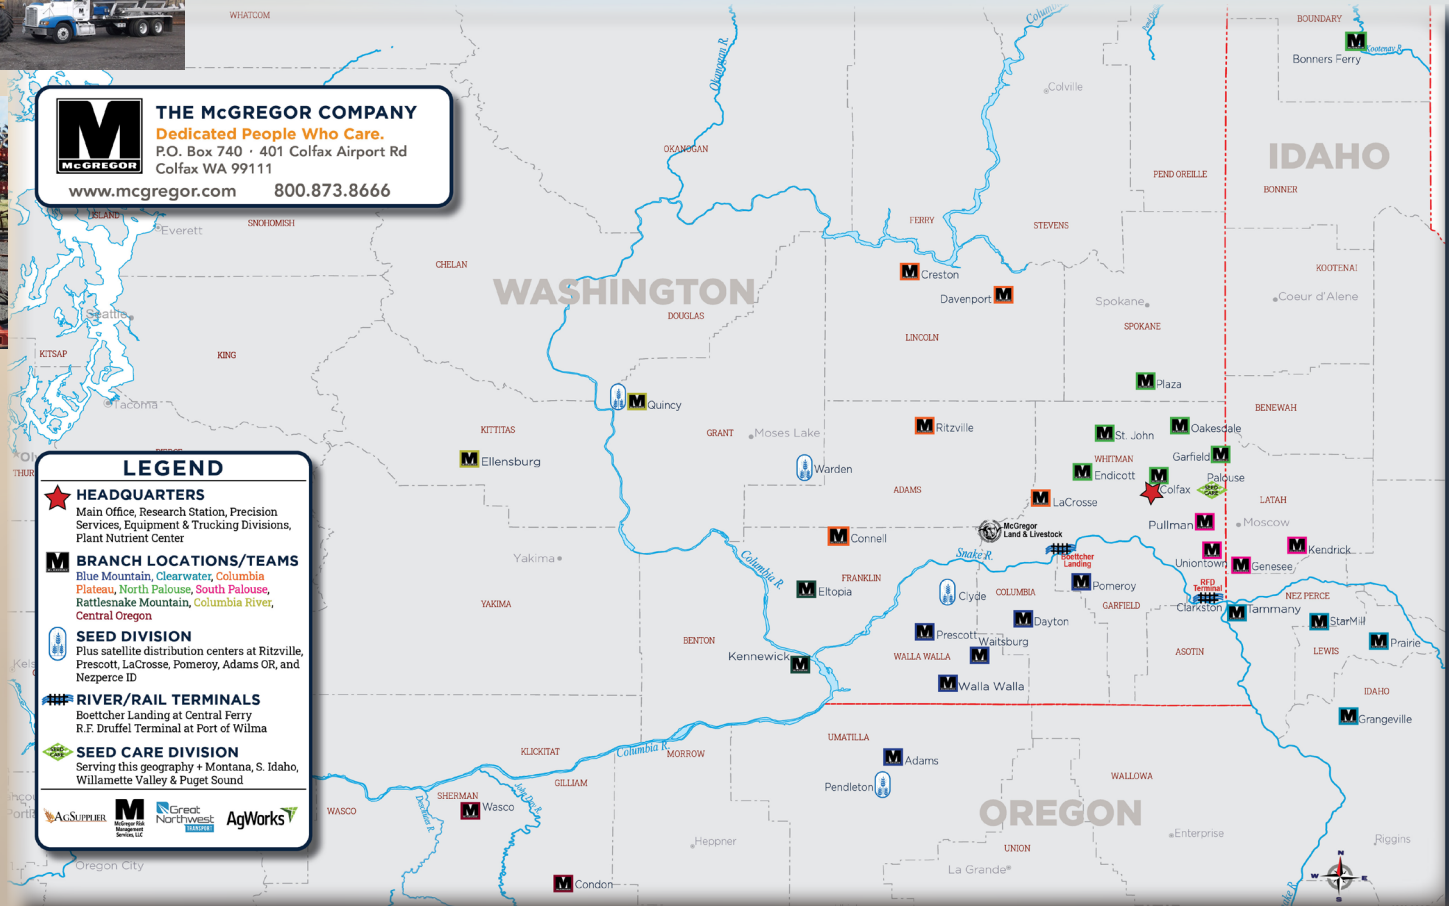 M
McGREGOR
THE McGREGOR COMPANY
Dedicated People Who Care.
P.O. Box 740 · 401 Colfax Airport Rd
Colfax WA 99111
www.mcgregor.com 800.873.8666
WHATCOM
Okanogan R.
OKANOGAN
Colville
BOUNDARY
Kootenay R.
Bonners Ferry
IDAHO
PEND OREILLE
BONNER
ISLAND
Everett
SNOHOMISH
FERRY
STEVENS
CHELAN
KOOTENAI
Creston
WASHINGTON
Davenport
Spokane
Coeur d'Alene
Seattle
DOUGLAS
SPOKANE
LINCOLN
KITSAP
KING
Plaza
Tacoma
Quincy
BENEWAH
KITTITAS
GRANT
Moses Lake
Ritzville
St. John
Oakesdale
Ellensburg
Warden
WHITMAN
Garfield
Endicott
Palouse
ADAMS
Colfax
SEED CARE
LaCrosse
LATAH
Pullman
Moscow
McGregor
Land & Livestock
Connell
Yakima
Columbia R.
Snake R.
Boettcher
Landing
Uniontown
Genesee
Kendrick
FRANKLIN
Eltopia
Clyde
COLUMBIA
Pomeroy
RFD
Terminal
NEZ PERCE
YAKIMA
GARFIELD
Clarkston
Tammany
Dayton
StarMill
BENTON
Prescott
Waitsburg
Prairie
Kennewick
WALLA WALLA
ASOTIN
LEWIS
Walla Walla
IDAHO
Grangeville
UMATILLA
KLICKITAT
Columbia R.
MORROW
Adams
GILLIAM
Pendleton
WALLOWA
SHERMAN
John Day R.
WASCO
Wasco
Deschutes R.
OREGON
Enterprise
Heppner
Riggins
UNION
La Grande
Condon
Oregon City
N
W E
S
LEGEND
HEADQUARTERS
Main Office, Research Station, Precision
Services, Equipment & Trucking Divisions,
Plant Nutrient Center
BRANCH LOCATIONS/TEAMS
Blue Mountain, Clearwater, Columbia
Plateau, North Palouse, South Palouse,
Rattlesnake Mountain, Columbia River,
Central Oregon
SEED DIVISION
Plus satellite distribution centers at Ritzville,
Prescott, LaCrosse, Pomeroy, Adams OR, and
Nezperce ID
RIVER/RAIL TERMINALS
Boettcher Landing at Central Ferry
R.F. Druffel Terminal at Port of Wilma
SEED CARE DIVISION
Serving this geography + Montana, S. Idaho,
Willamette Valley & Puget Sound
AGSUPPLIER
McGregor Risk
Management
Services, LLC
Great
Northwest
TRANSPORT
AgWorks